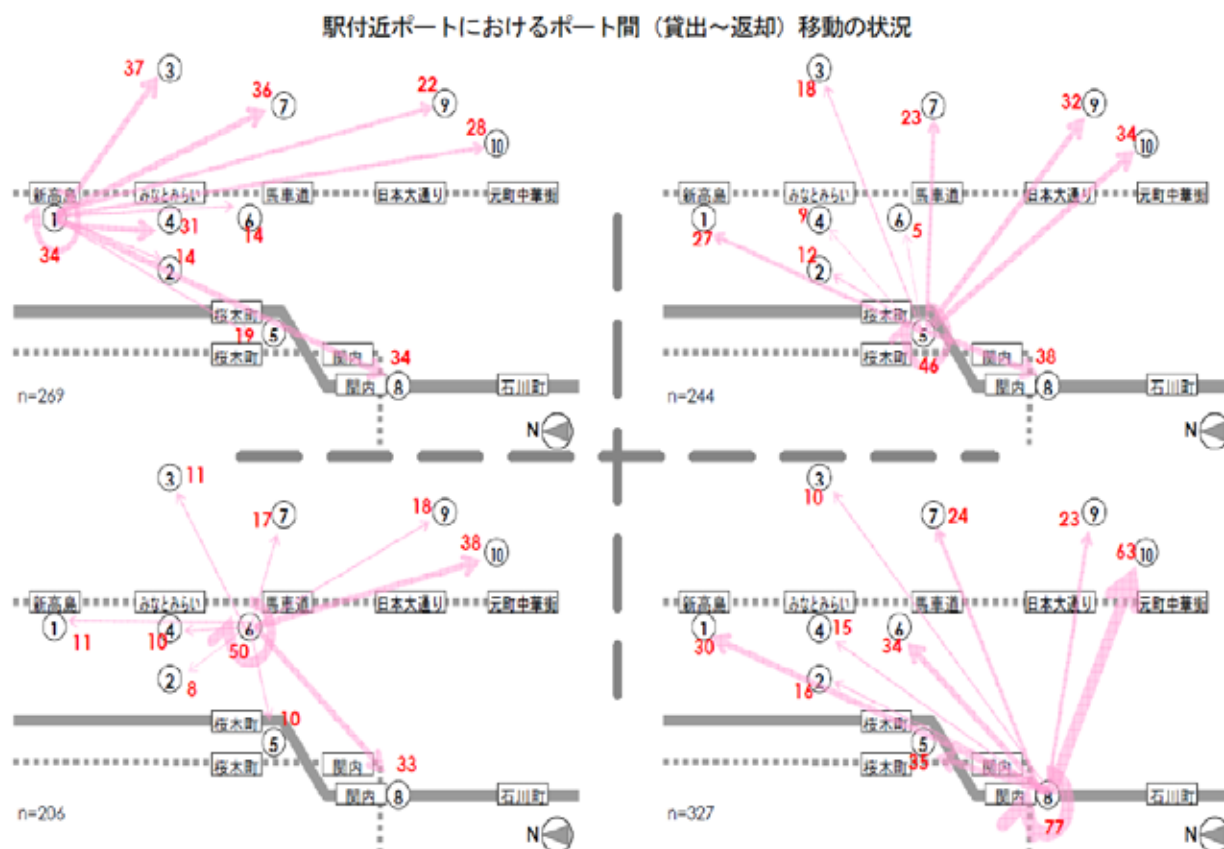 駅付近ポートにおけるポート間（貸出～返却）移動の状況
37 ③
36 ⑦
22 ⑨
28 ⑩
新高島 みなとみらい 馬車道 日本大通り 元町中華街
① ④ 31 ⑥
34 14 14
②
桜木町
19 ⑤
桜木町 関内 34
関内 ⑧ 石川町
n=269
N
③
18
23 ⑦
32 ⑨
34 ⑩
新高島 みなとみらい 馬車道 日本大通り 元町中華街
① 9 ④ ⑥
27 5
12 ②
桜木町
⑤
桜木町 46 関内 38
関内 ⑧ 石川町
n=244
N
③ 11
17 ⑦
18 ⑨
38 ⑩
新高島 みなとみらい 馬車道 日本大通り 元町中華街
① ④ ⑥
11 10 50
② 8
桜木町 10
⑤
桜木町 関内 33
関内 ⑧ 石川町
n=206
N
③
10
⑦ 24
23 ⑨
63 ⑩
新高島 みなとみらい 馬車道 日本大通り 元町中華街
① ④ 15 ⑥
30 34
② 16
桜木町
⑤
桜木町 35 関内
関内 ⑧ 石川町
77
n=327
N